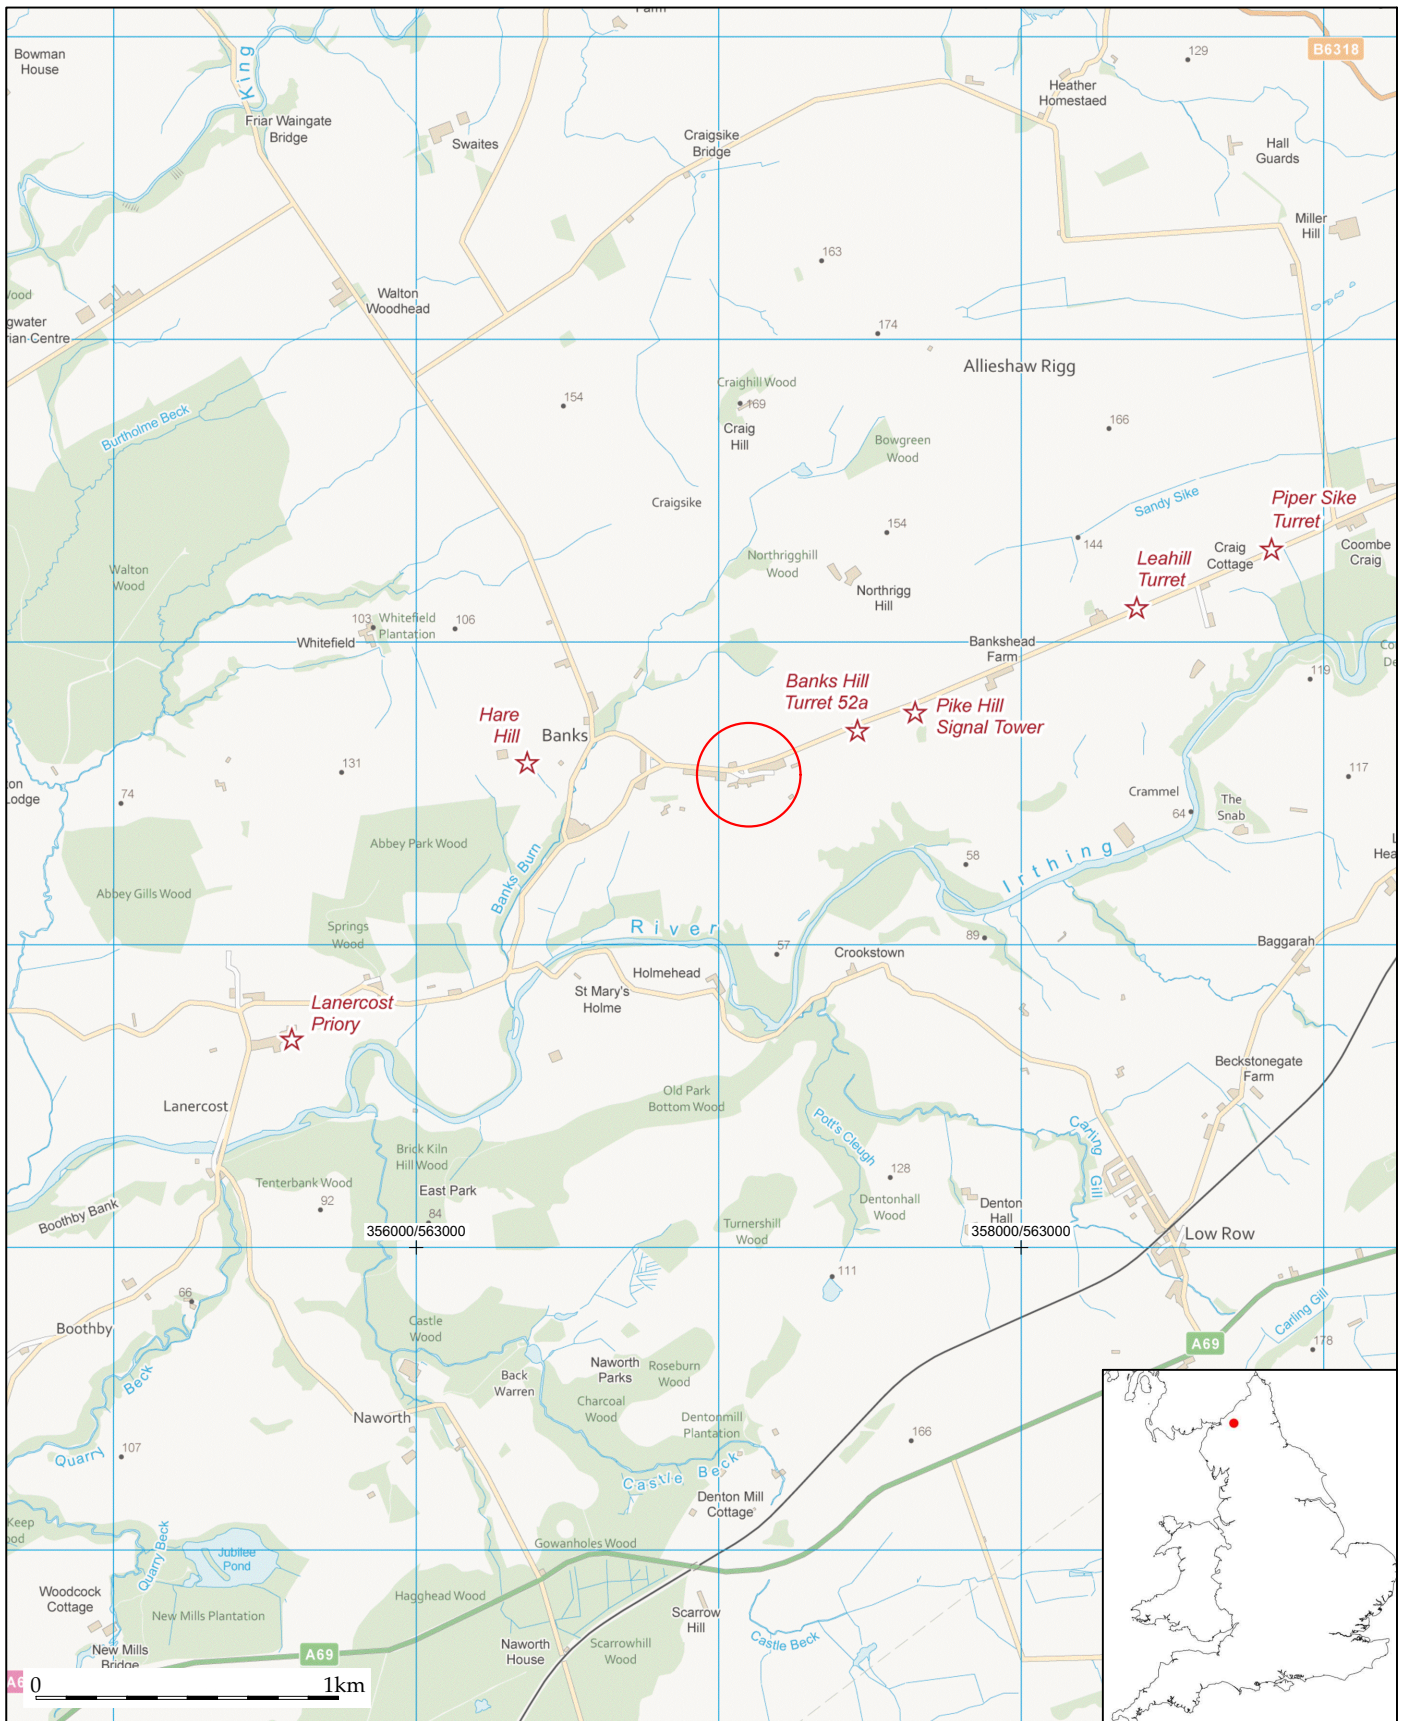 Bowman
House
King
Friar Waingate
Bridge
Swaites
Craigsike
Bridge
Heather
Homestaed
129
B6318
Hall
Guards
Miller
Hill
163
Walton
Woodhead
174
Allieshaw Rigg
154
Craighill Wood
169
Craig
Hill
166
Bowgreen
Wood
Burtholme Beck
Craigsike
Sandy Sike
Piper Sike
Turret
154
144
Craig
Cottage
Coombe
Craig
Leahill
Turret
Northrigghill
Wood
Northrigg
Hill
Walton
Wood
103
Whitefield
Plantation
106
Whitefield
Bankshead
Farm
119
Banks Hill
Turret 52a
Pike Hill
Signal Tower
Hare
Hill
Banks
131
74
117
Crammel
64
The
Snab
Abbey Park Wood
Banks Burn
58
Irthing
Abbey Gills Wood
Springs
Wood
River
57
89
Crookstown
Baggarah
Holmehead
St Mary's
Holme
Lanercost
Priory
Beckstonegate
Farm
Lanercost
Old Park
Bottom Wood
Pott's Cleugh
Carling
Gill
Brick Kiln
Hill Wood
Tenterbank Wood
92
East Park
84
128
Dentonhall
Wood
Denton
Hall
Boothby Bank
Turnershill
Wood
356000/563000
358000/563000
Low Row
111
66
Boothby
Castle
Wood
Carling Gill
178
A69
Back
Warren
Naworth
Parks
Roseburn
Wood
Charcoal
Wood
Beck
Naworth
Dentonmill
Plantation
166
107
Quarry
Castle Beck
Denton Mill
Cottage
Quarry Beck
Jubilee
Pond
Gowanholes Wood
Woodcock
Cottage
Hagghead Wood
New Mills Plantation
Scarrow
Hill
New Mills
Bridge
A69
Naworth
House
Scarrowhill
Wood
Castle Beck
0
1km